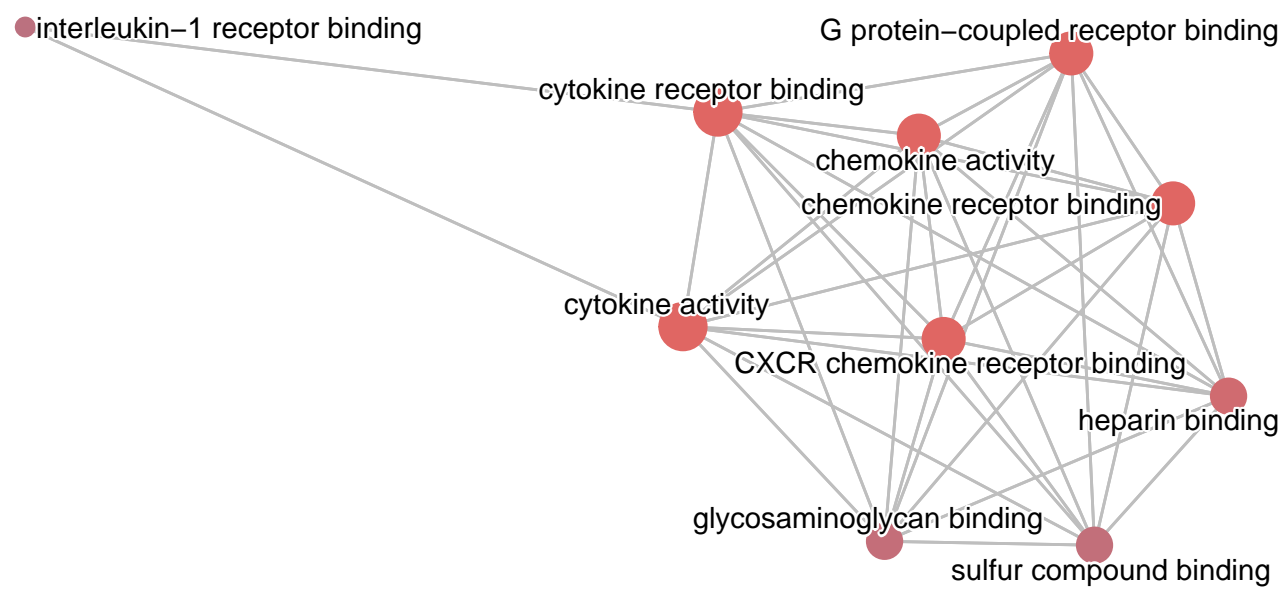 interleukin−1 receptor binding
G protein−coupled receptor binding
cytokine receptor binding
chemokine activity
chemokine receptor binding
cytokine activity
CXCR chemokine receptor binding
heparin binding
glycosaminoglycan binding
sulfur compound binding